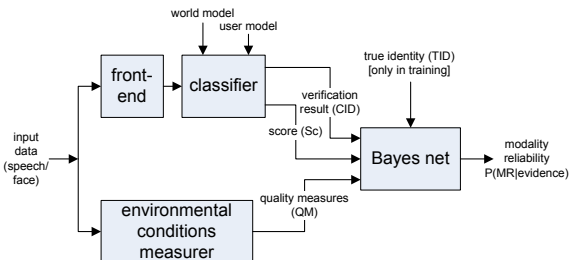 world model
user model
true identity (TID)
[only in training]
front-
end
classifier
verification
result (CID)
score (Sc)
input
data
(speech/
face)
Bayes net
modality
reliability
P(MR|evidence)
quality measures
(QM)
environmental
conditions
measurer